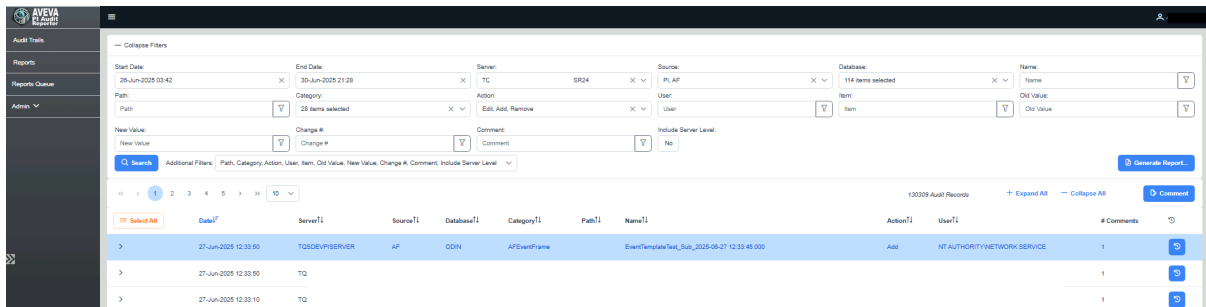 AVEVA
PI Audit
Reporter
Audit Trails
Reports
Reports Queue
Admin
Collapse Filters
Start Date: End Date: Server: Source: Database: Name:
26-Jun-2025 03:42 30-Jun-2025 21:28 TC SR24 PI, AF 114 items selected Name
Path: Category: Action: User: Item: Old Value:
Path 28 items selected Edit, Add, Remove User Item Old Value
New Value: Change #: Comment: Include Server Level:
New Value Change # Comment No
Search Additional Filters: Path, Category, Action, User, Item, Old Value, New Value, Change #, Comment, Include Server Level Generate Report...
« ‹ 1 2 3 4 5 › » 10 130309 Audit Records + Expand All — Collapse All Comment
Select All Date Server Source Database Category Path Name Action User # Comments
27-Jun-2025 12:33:50 TQSDEVPISERVER AF ODIN AFEventFrame EventTemplateTest_Sub_2025-06-27 12:33:45.000 Add NT AUTHORITY\NETWORK SERVICE 1
27-Jun-2025 12:33:50 TQ 1
27-Jun-2025 12:33:10 TQ 1